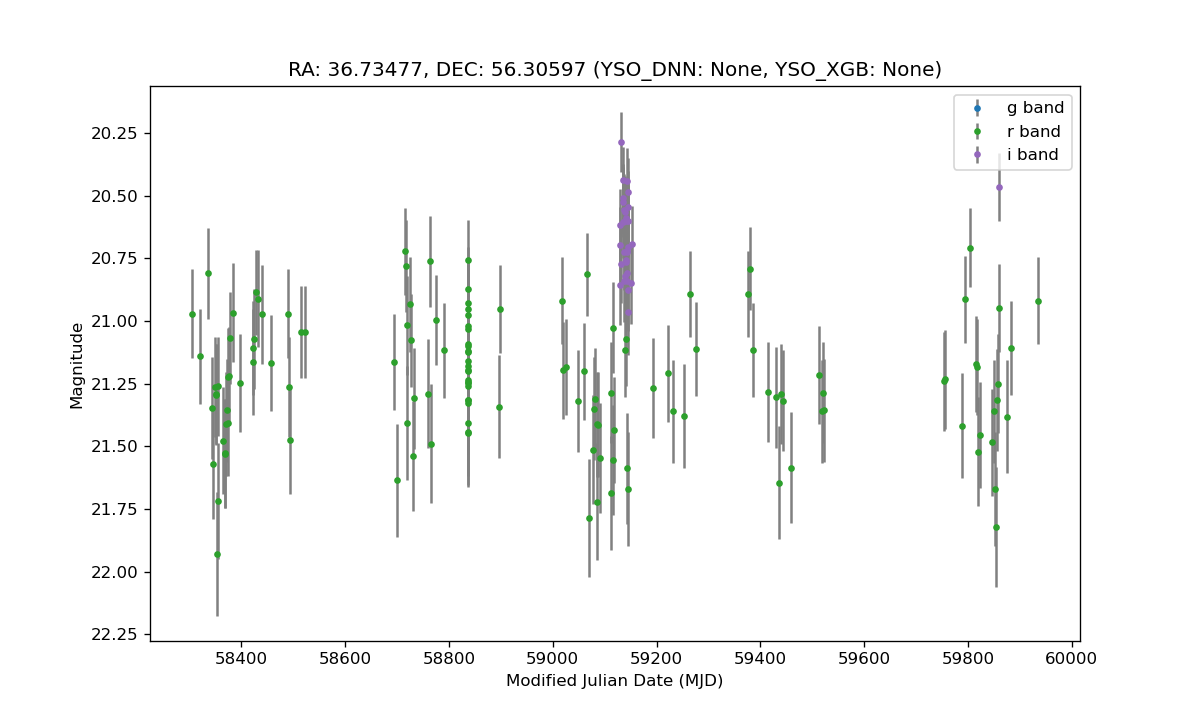 RA: 36.73477, DEC: 56.30597 (YSO_DNN: None, YSO_XGB: None)
g band
r band
i band
20.25
20.50
20.75
21.00
21.25
21.50
21.75
22.00
22.25
Magnitude
58400 58600 58800 59000 59200 59400 59600 59800 60000
Modified Julian Date (MJD)